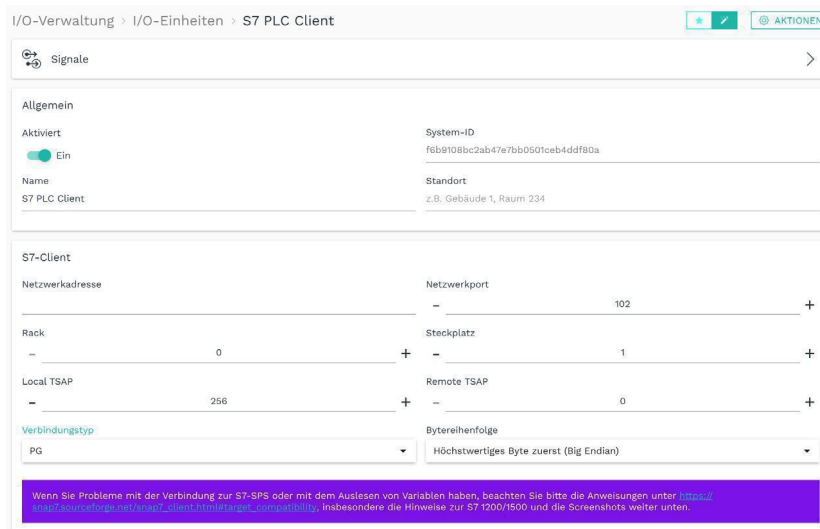 I/O-Verwaltung > I/O-Einheiten > S7 PLC Client
AKTIONEN
Signale
Allgemein
Aktiviert
System-ID
Ein
f6b9108bc2ab47e7bb0501ceb4ddf80a
Name
Standort
S7 PLC Client
z.B. Gebäude 1, Raum 234
S7-Client
Netzwerkadresse
Netzwerkport
- 102 +
Rack
Steckplatz
- 0 +
- 1 +
Local TSAP
Remote TSAP
- 256 +
- 0 +
Verbindungstyp
Bytereihenfolge
PG
Höchstwertiges Byte zuerst (Big Endian)
Wenn Sie Probleme mit der Verbindung zur S7-SPS oder mit dem Auslesen von Variablen haben, beachten Sie bitte die Anweisungen unter https://
snap7.sourceforge.net/snap7_client.html#target_compatibility, insbesondere die Hinweise zur S7 1200/1500 und die Screenshots weiter unten.